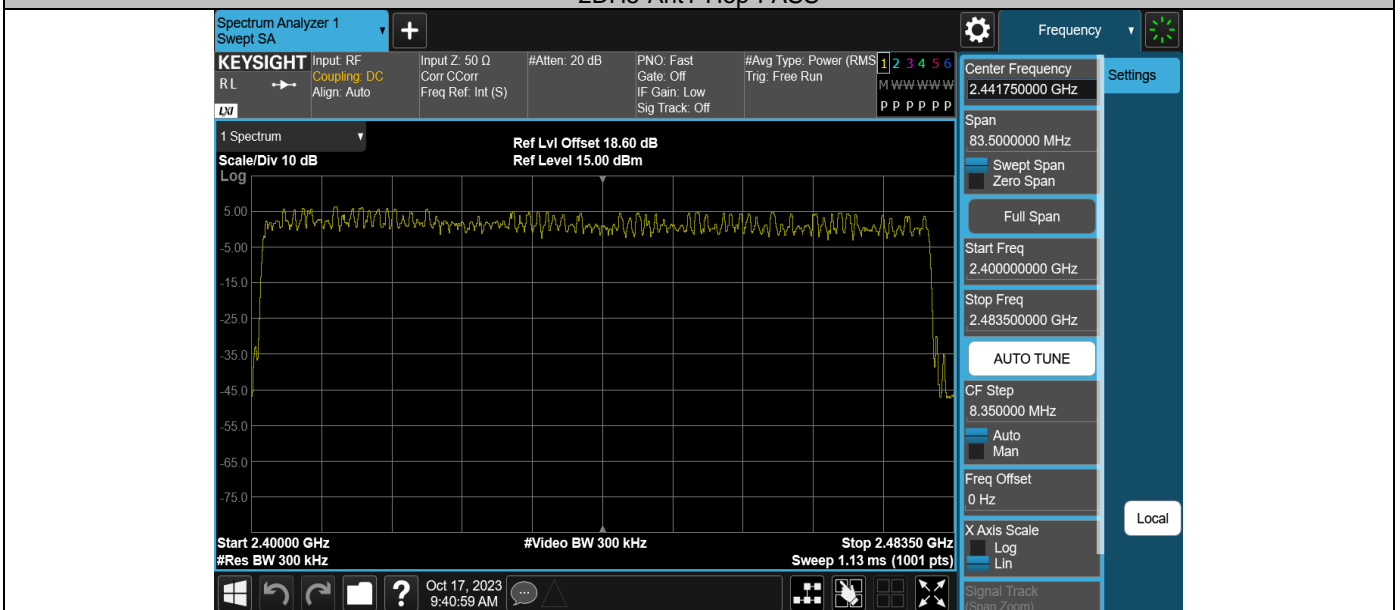 2DH5-Ant1-Hop-PASS
Spectrum Analyzer 1
Swept SA
Frequency
KEYSIGHT
RL
LXI
Input: RF
Coupling: DC
Align: Auto
Input Z: 50 Ω
Corr CCorr
Freq Ref: Int (S)
#Atten: 20 dB
PNO: Fast
Gate: Off
IF Gain: Low
Sig Track: Off
#Avg Type: Power (RMS
Trig: Free Run
1 2 3 4 5 6
M W W W W W
P P P P P P
1 Spectrum
Scale/Div 10 dB
Ref Lvl Offset 18.60 dB
Ref Level 15.00 dBm
Log
5.00
-5.00
-15.0
-25.0
-35.0
-45.0
-55.0
-65.0
-75.0
Start 2.40000 GHz
#Video BW 300 kHz
Stop 2.48350 GHz
#Res BW 300 kHz
Sweep 1.13 ms (1001 pts)
Center Frequency
2.441750000 GHz
Settings
Span
83.5000000 MHz
Swept Span
Zero Span
Full Span
Start Freq
2.400000000 GHz
Stop Freq
2.483500000 GHz
AUTO TUNE
CF Step
8.350000 MHz
Auto
Man
Freq Offset
0 Hz
X Axis Scale
Log
Lin
Local
Signal Track
(Span Zoom)
?
Oct 17, 2023
9:40:59 AM